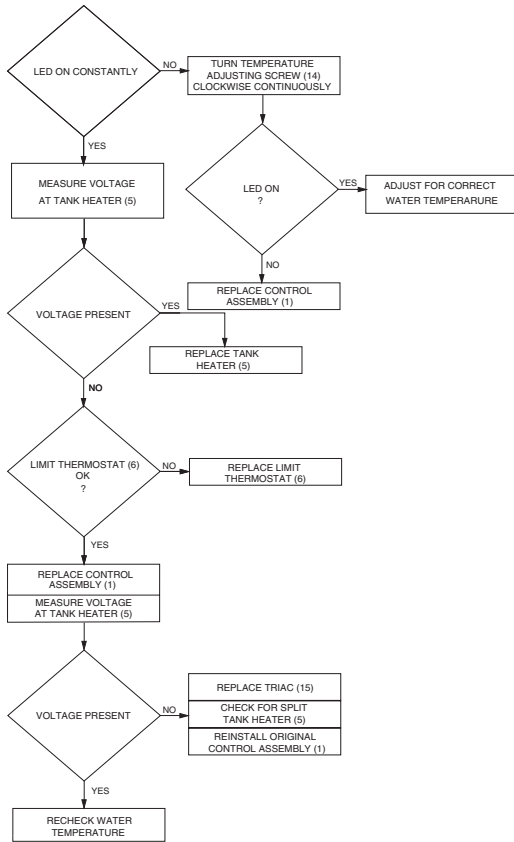 LED ON CONSTANTLY
NO
TURN TEMPERATURE
ADJUSTING SCREW (14)
CLOCKWISE CONTINUOUSLY
YES
MEASURE VOLTAGE
AT TANK HEATER (5)
LED ON
?
YES
ADJUST FOR CORRECT
WATER TEMPERARURE
NO
REPLACE CONTROL
ASSEMBLY (1)
VOLTAGE PRESENT
YES
REPLACE TANK
HEATER (5)
NO
LIMIT THERMOSTAT (6)
OK
?
NO
REPLACE LIMIT
THERMOSTAT (6)
YES
REPLACE CONTROL
ASSEMBLY (1)
MEASURE VOLTAGE
AT TANK HEATER (5)
VOLTAGE PRESENT
NO
REPLACE TRIAC (15)
CHECK FOR SPLIT
TANK HEATER (5)
REINSTALL ORIGINAL
CONTROL ASSEMBLY (1)
YES
RECHECK WATER
TEMPERATURE